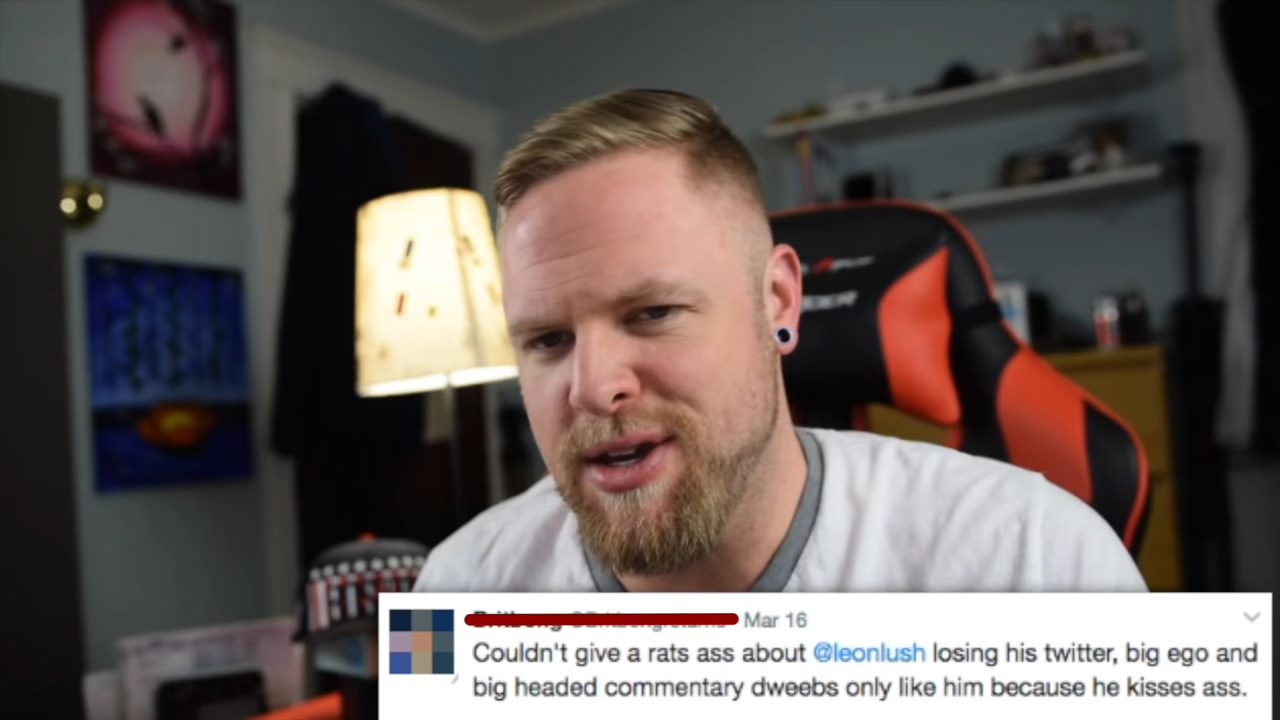 Mar 16
Couldn't give a rats ass about @leonlush losing his twitter, big ego and
big headed commentary dweebs only like him because he kisses ass.